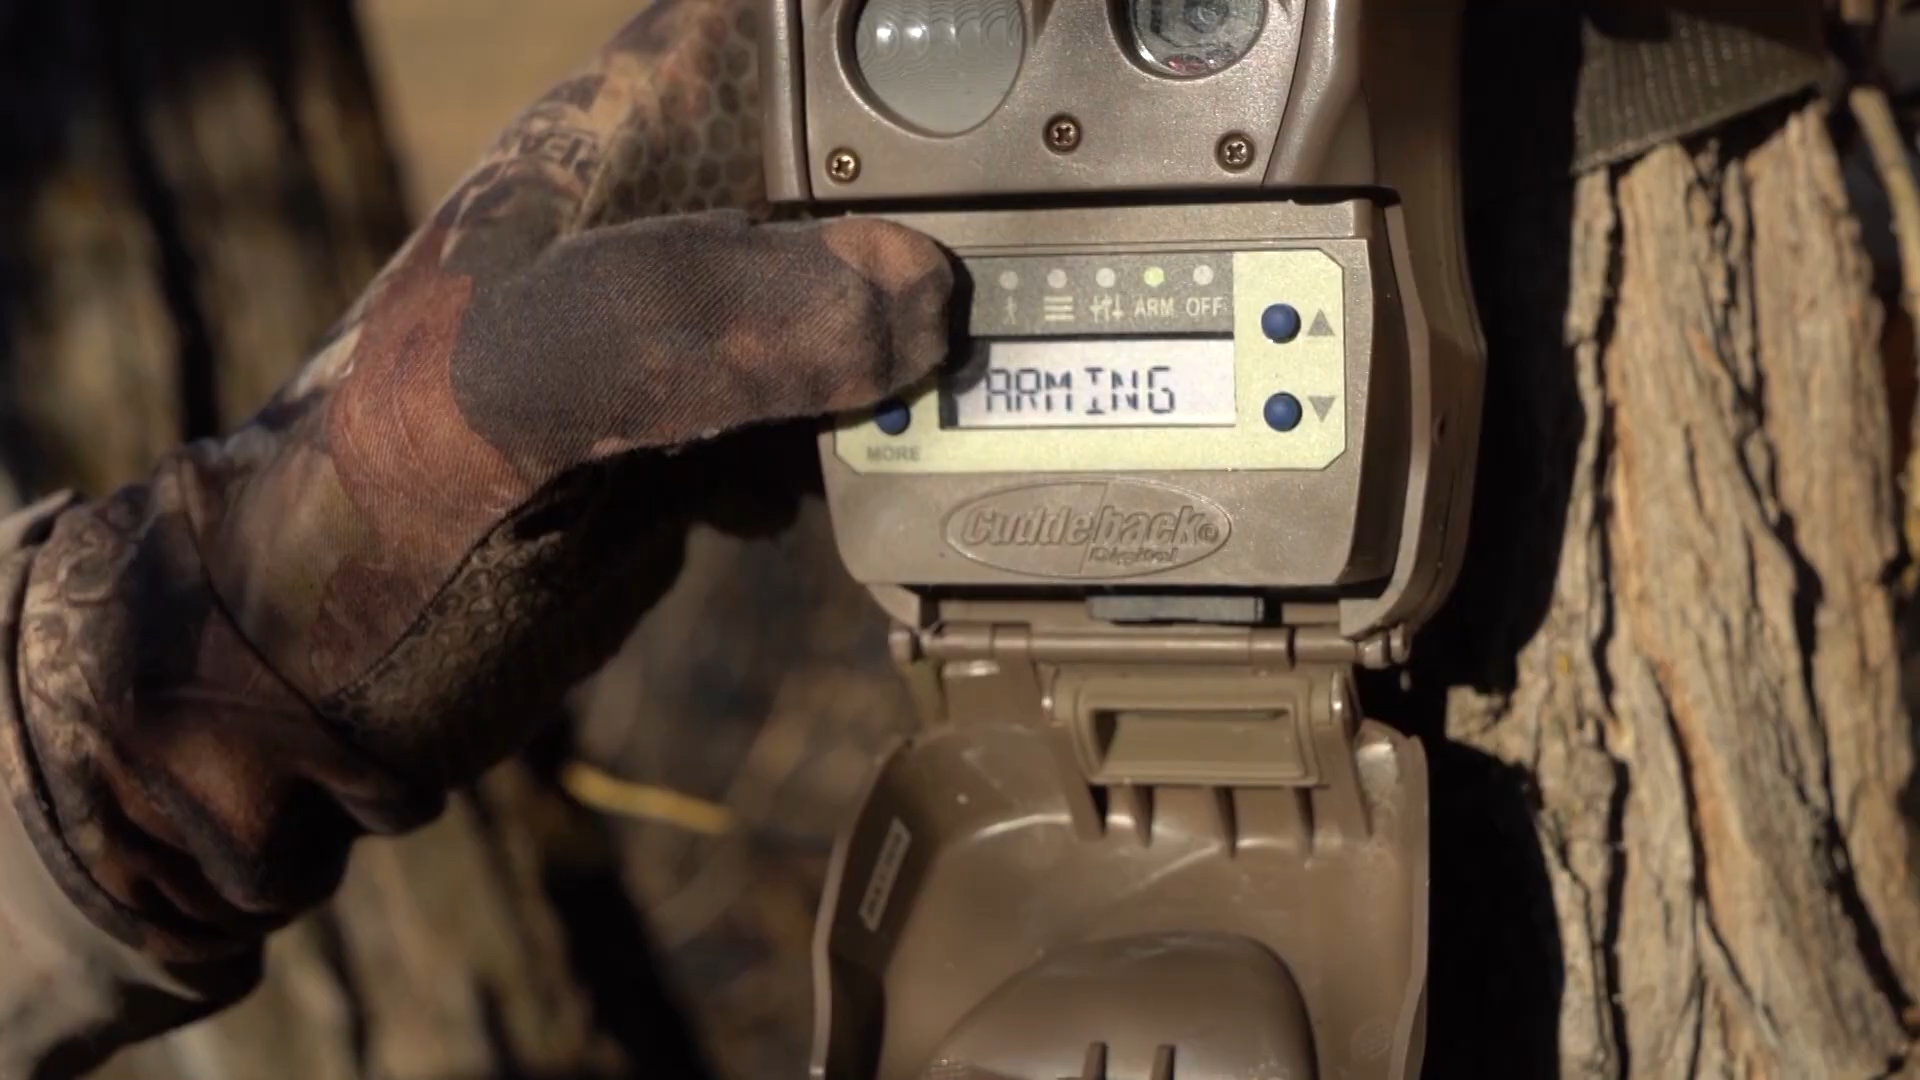 ARM OFF
ARMING
MORE
Cuddeback®
Digital